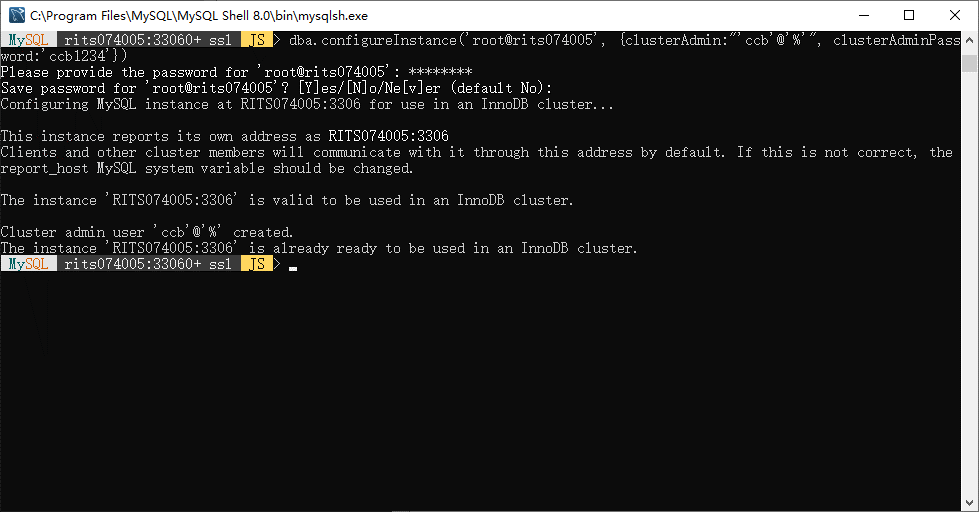 C:\Program Files\MySQL\MySQL Shell 8.0\bin\mysqlsh.exe
MySQL rits074005:33060+ ssl JS > dba.configureInstance('root@rits074005', {clusterAdmin:"'ccb'@'%'", clusterAdminPas
sword:'ccb1234'})
Please provide the password for 'root@rits074005': ********
Save password for 'root@rits074005'? [Y]es/[N]o/Ne[v]er (default No):
Configuring MySQL instance at RITS074005:3306 for use in an InnoDB cluster...
This instance reports its own address as RITS074005:3306
Clients and other cluster members will communicate with it through this address by default. If this is not correct, the
report_host MySQL system variable should be changed.
The instance 'RITS074005:3306' is valid to be used in an InnoDB cluster.
Cluster admin user 'ccb'@'%' created.
The instance 'RITS074005:3306' is already ready to be used in an InnoDB cluster.
MySQL rits074005:33060+ ssl JS >